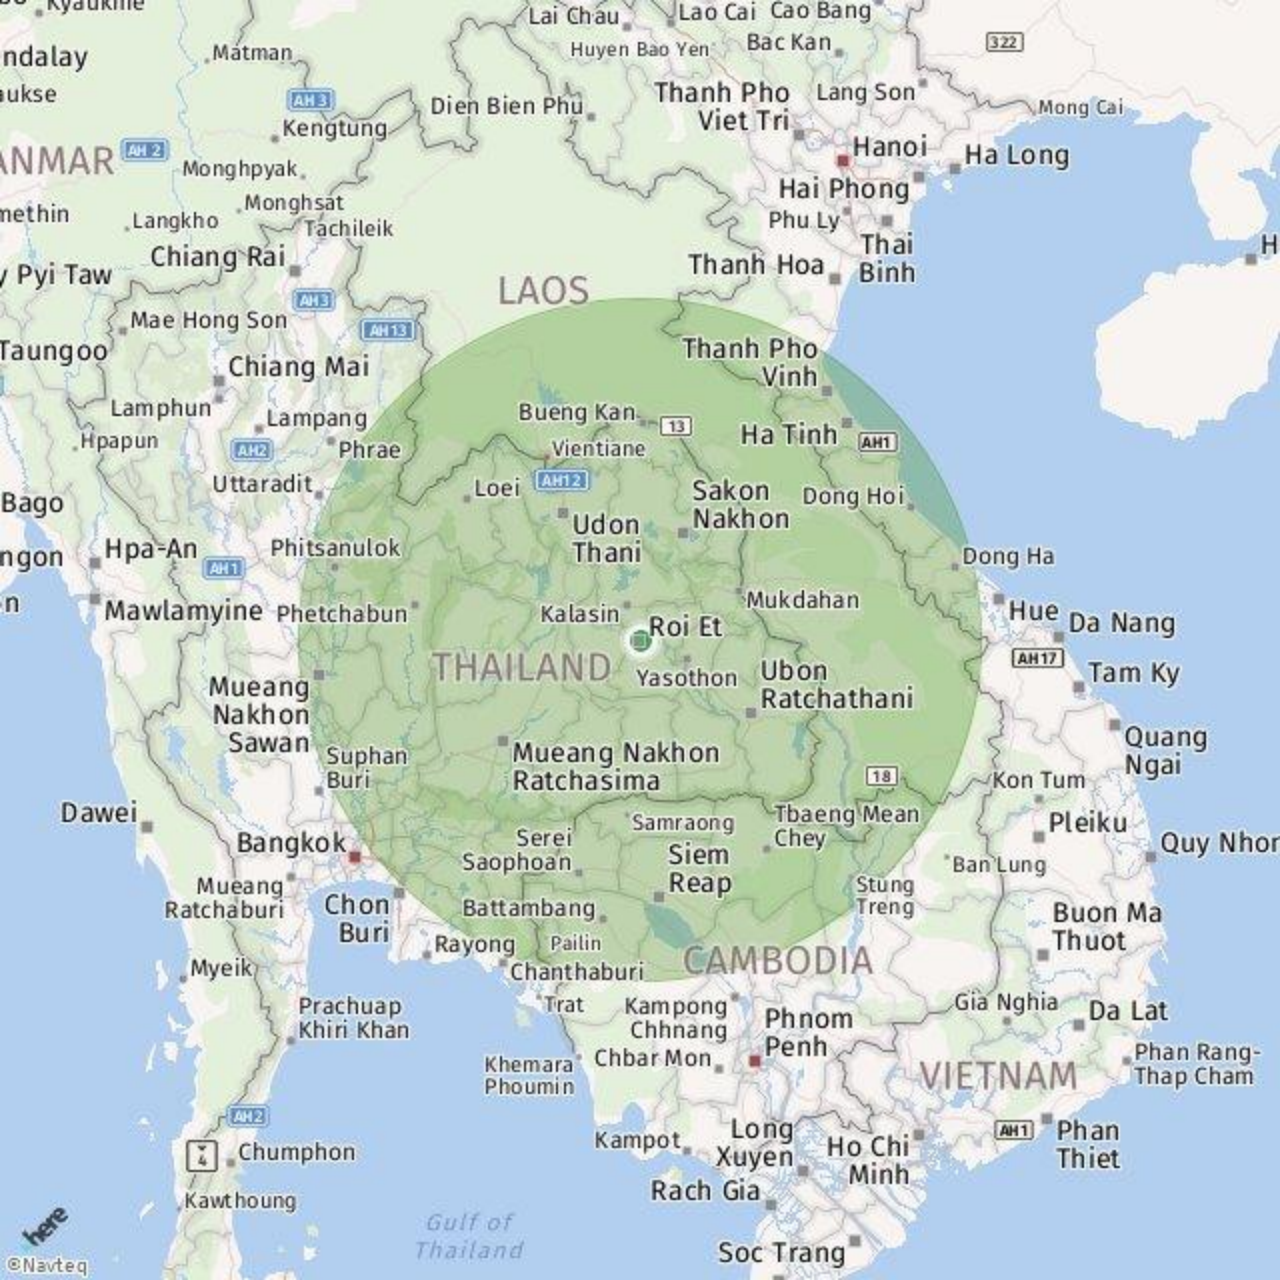 Kyaukme
Lai Chau
Lao Cai
Cao Bang
Huyen Bao Yen
Bac Kan
322
ndalay
Matman
aukse
AH 3
Dien Bien Phu
Thanh Pho
Viet Tri
Lang Son
Mong Cai
Kengtung
AH 2
ANMAR
Hanoi
Ha Long
Monghpyak
Hai Phong
Monghsat
methin
Langkho
Tachileik
Phu Ly
Thai
Binh
H
Chiang Rai
Thanh Hoa
y Pyi Taw
LAOS
AH3
Mae Hong Son
AH13
Taungoo
Chiang Mai
Thanh Pho
Vinh
Lamphun
Lampang
Bueng Kan
13
Ha Tinh
AH1
Hpapun
AH2
Phrae
Vientiane
Uttaradit
Loei
AH12
Sakon
Nakhon
Dong Hoi
Bago
Udon
Thani
ngon
Hpa-An
AH1
Phitsanulok
Dong Ha
n
Mawlamyine
Phetchabun
Kalasin
Mukdahan
Hue
Roi Et
Da Nang
AH17
THAILAND
Yasothon
Ubon
Ratchathani
Tam Ky
Mueang
Nakhon
Sawan
Quang
Ngai
Suphan
Buri
Mueang Nakhon
Ratchasima
18
Kon Tum
Dawei
Samraong
Tbaeng Mean
Chey
Pleiku
Bangkok
Serei
Saophoan
Siem
Reap
Ban Lung
Quy Nhor
Mueang
Ratchaburi
Chon
Buri
Stung
Treng
Battambang
Buon Ma
Thuot
Rayong
Pailin
CAMBODIA
Myeik
Chanthaburi
Prachuap
Khiri Khan
Trat
Kampong
Chhnang
Gia Nghia
Da Lat
Phnom
Penh
Khemara
Phoumin
Chbar Mon
VIETNAM
Phan Rang-
Thap Cham
AH2
Chumphon
4
Kampot
Long
Xuyen
Ho Chi
Minh
AH1
Phan
Thiet
Rach Gia
Kawthoung
Gulf of
Thailand
here
©Navteq
Soc Trang